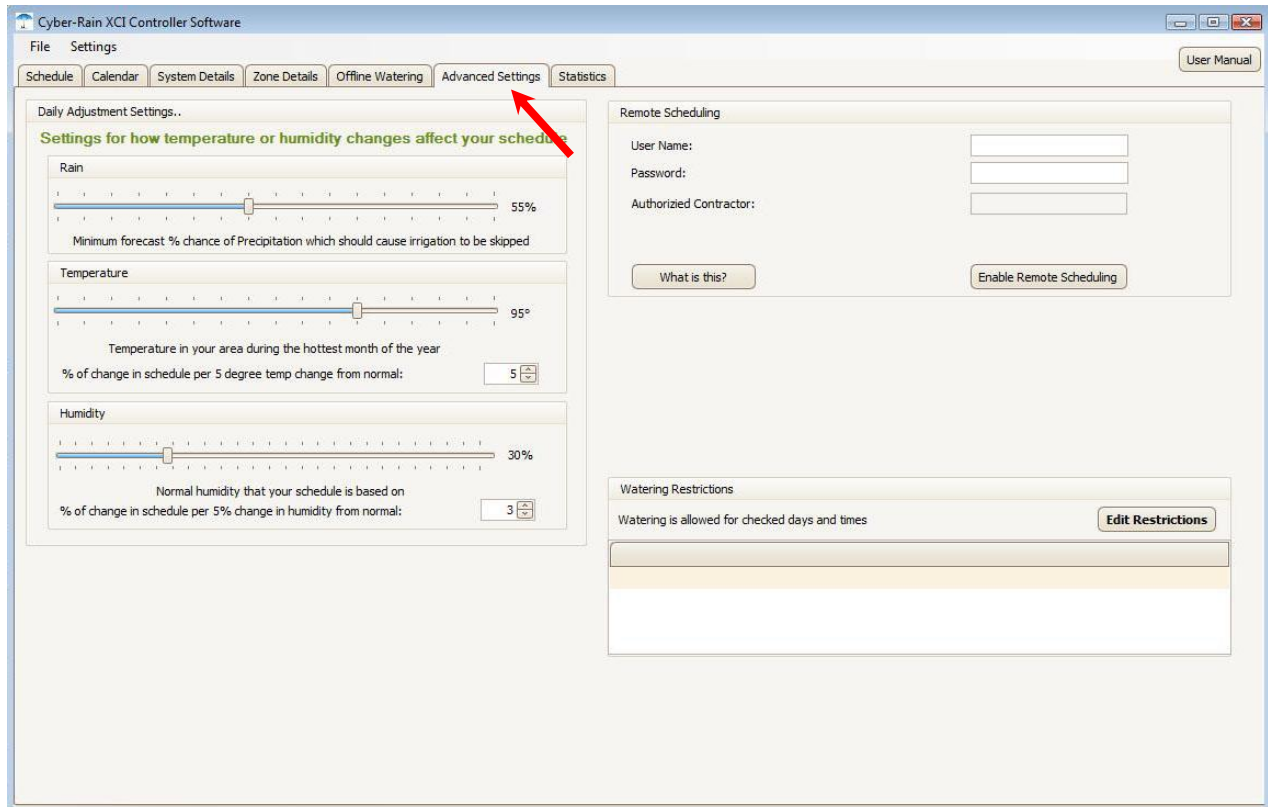 Cyber-Rain XCI Controller Software
File Settings
User Manual
Schedule Calendar System Details Zone Details Offline Watering Advanced Settings Statistics
Daily Adjustment Settings..
Settings for how temperature or humidity changes affect your schedule
Rain
55%
Minimum forecast % chance of Precipitation which should cause irrigation to be skipped
Temperature
95°
Temperature in your area during the hottest month of the year
% of change in schedule per 5 degree temp change from normal: 5
Humidity
30%
Normal humidity that your schedule is based on
% of change in schedule per 5% change in humidity from normal: 3
Remote Scheduling
User Name:
Password:
Authorizied Contractor:
What is this? Enable Remote Scheduling
Watering Restrictions
Watering is allowed for checked days and times Edit Restrictions